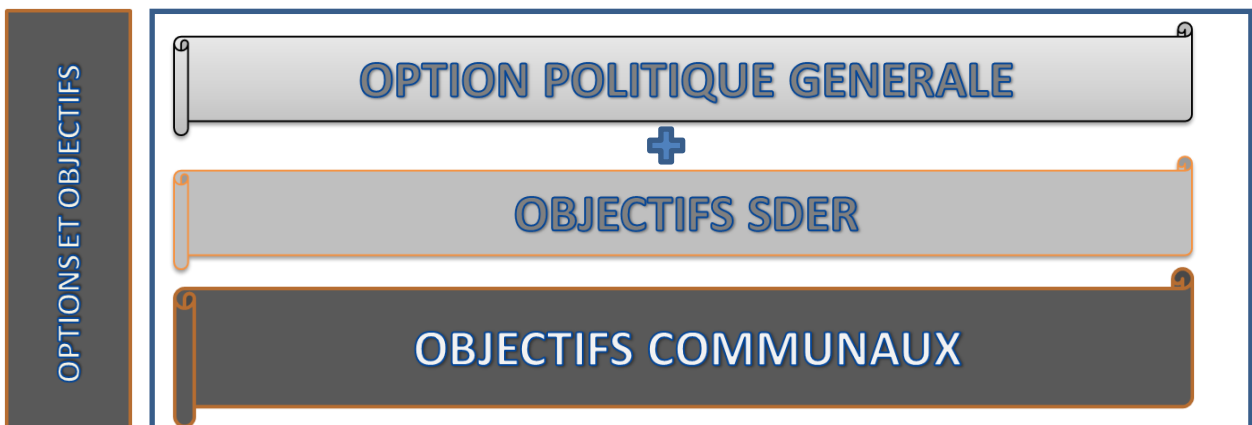 OPTIONS ET OBJECTIFS
OPTION POLITIQUE GENERALE
OBJECTIFS SDER
OBJECTIFS COMMUNAUX